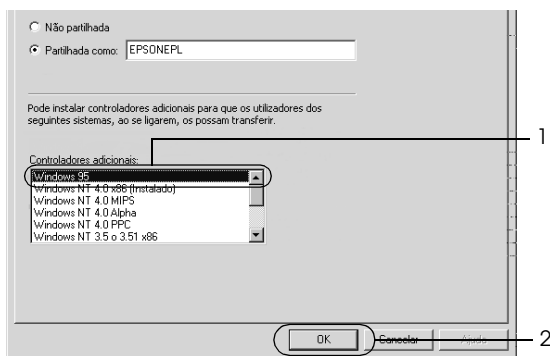 Não partilhada
Partilhada como: EPSONEPL
Pode instalar controladores adicionais para que os utilizadores dos
seguintes sistemas, ao se ligarem, os possam transferir.
1
Controladores adicionais:
Windows 95
Windows NT 4.0 x86 (Instalado)
Windows NT 4.0 MIPS
Windows NT 4.0 Alpha
Windows NT 4.0 PPC
Windows NT 3.5 o 3.51 x86
OK Cancelar Ajuda 2